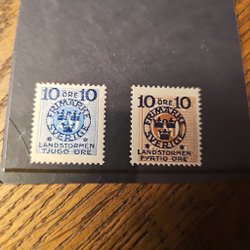 10 ÖRE 10
FRIMÄRKE
SVERIGE
LANDSTORMEN
TJUGO ÖRE
10 ÖRE 10
FRIMÄRKE
SVERIGE
LANDSTORMEN
FYRTIO ÖRE